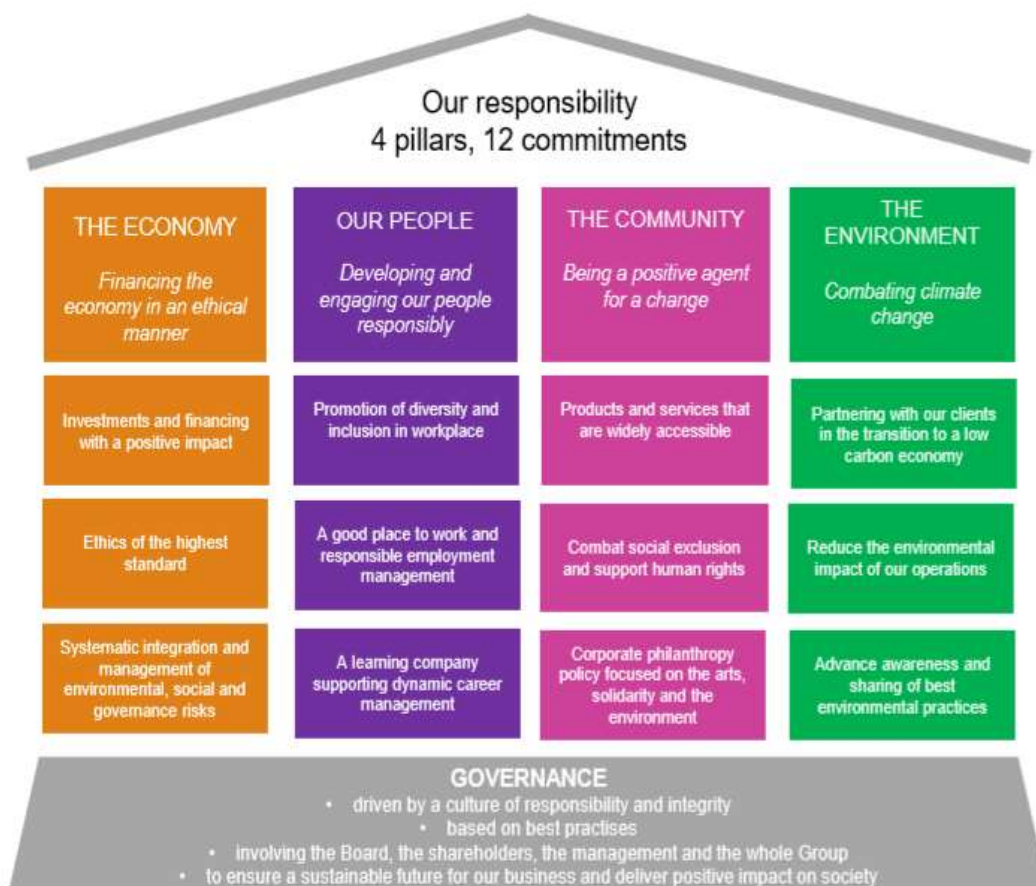 Our responsibility
4 pillars, 12 commitments
THE ECONOMY
Financing the
economy in an ethical
manner
Investments and financing
with a positive impact
Ethics of the highest
standard
Systematic integration and
management of
environmental, social and
governance risks
OUR PEOPLE
Developing and
engaging our people
responsibly
Promotion of diversity and
inclusion in workplace
A good place to work and
responsible employment
management
A learning company
supporting dynamic career
management
THE COMMUNITY
Being a positive agent
for a change
Products and services that
are widely accessible
Combat social exclusion
and support human rights
Corporate philanthropy
policy focused on the arts,
solidarity and the
environment
THE
ENVIRONMENT
Combating climate
change
Partnering with our clients
in the transition to a low
carbon economy
Reduce the environmental
impact of our operations
Advance awareness and
sharing of best
environmental practices
GOVERNANCE
• driven by a culture of responsibility and integrity
• based on best practises
• involving the Board, the shareholders, the management and the whole Group
• to ensure a sustainable future for our business and deliver positive impact on society